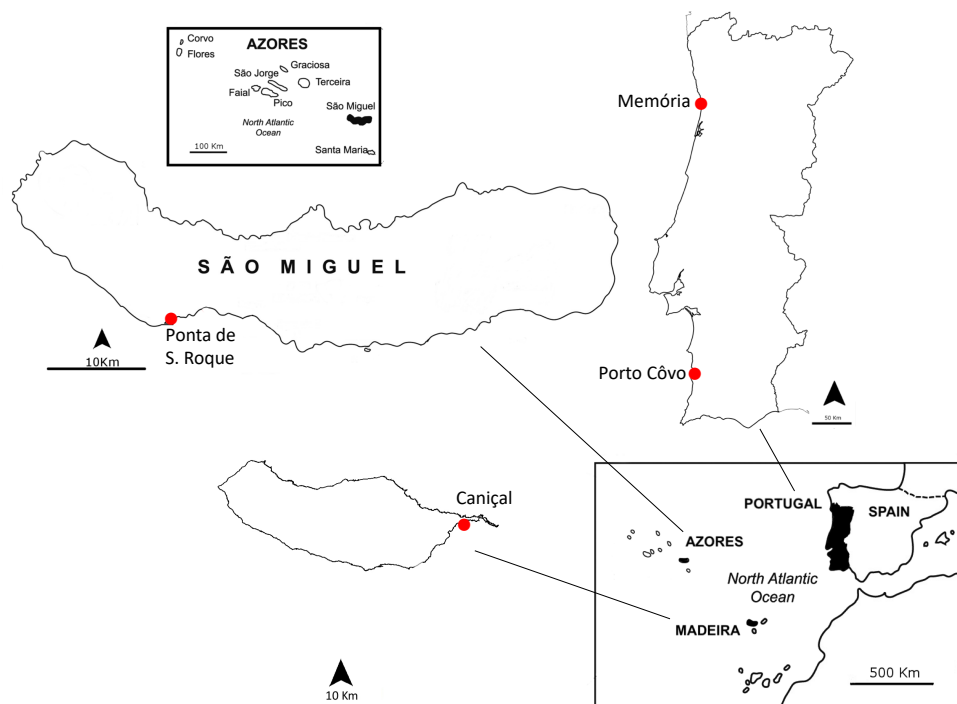 AZORES
Corvo
Flores
Graciosa
São Jorge
Terceira
Faial
Pico
São Miguel
North Atlantic
Ocean
100 Km
Santa Maria
Memória
SÃO MIGUEL
Ponta de
S. Roque
10Km
Porto Côvo
50 Km
Caniçal
10 Km
PORTUGAL
SPAIN
AZORES
North Atlantic
Ocean
MADEIRA
500 Km